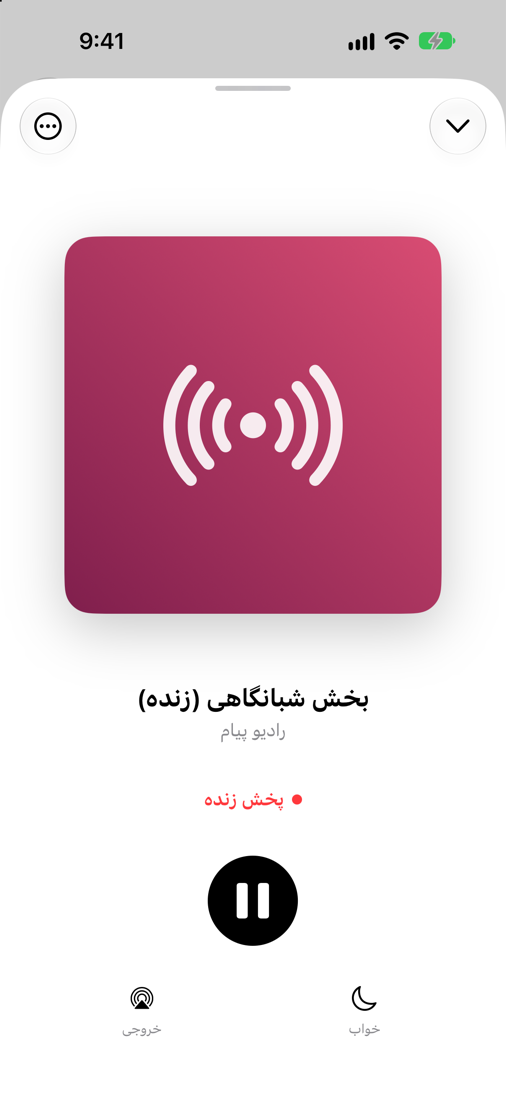 9:41
بخش شبانگاهی (زنده)
رادیو پیام
پخش زنده
خواب
خروجی